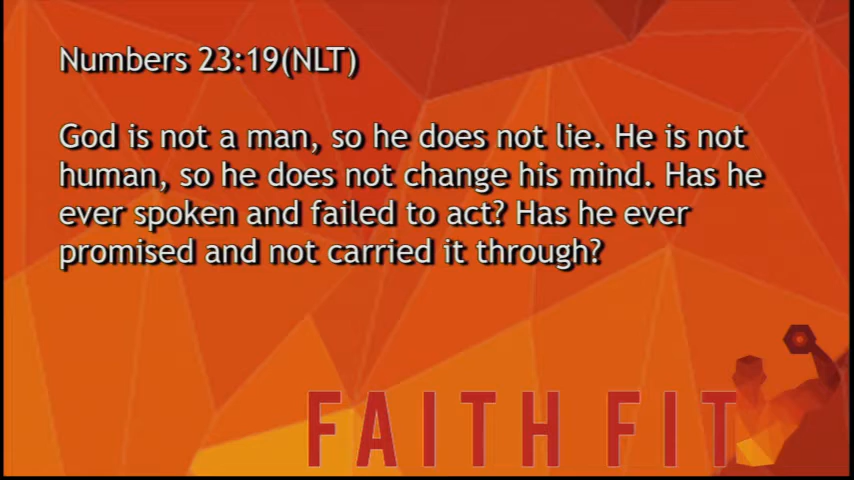 Numbers 23:19(NLT)
God is not a man, so he does not lie. He is not
human, so he does not change his mind. Has he
ever spoken and failed to act? Has he ever
promised and not carried it through?
FAITH FIT